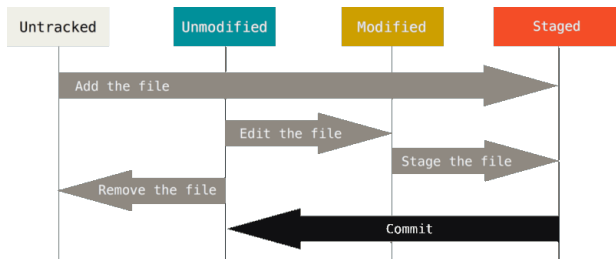 Untracked
Unmodified
Modified
Staged
Add the file
Edit the file
Stage the file
Remove the file
Commit